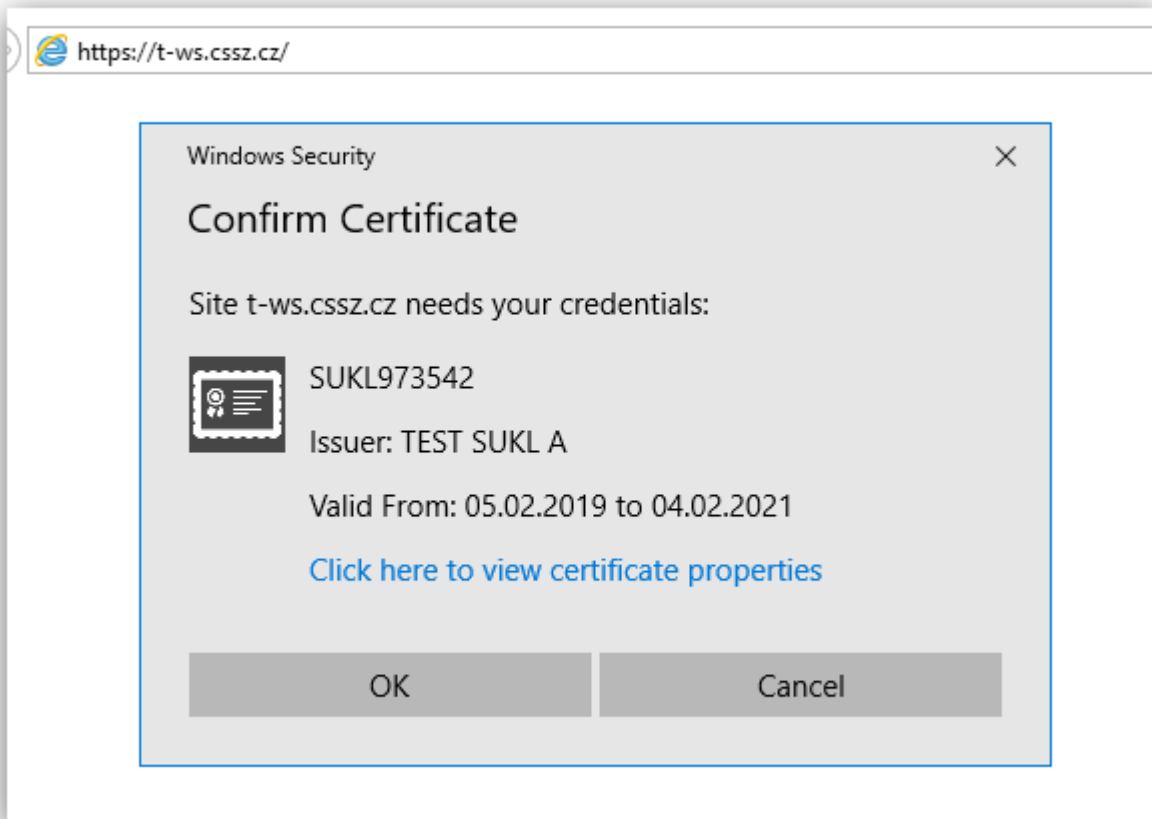 https://t-ws.cssz.cz/
Windows Security
Confirm Certificate
Site t-ws.cssz.cz needs your credentials:
SUKL973542
Issuer: TEST SUKL A
Valid From: 05.02.2019 to 04.02.2021
Click here to view certificate properties
OK
Cancel